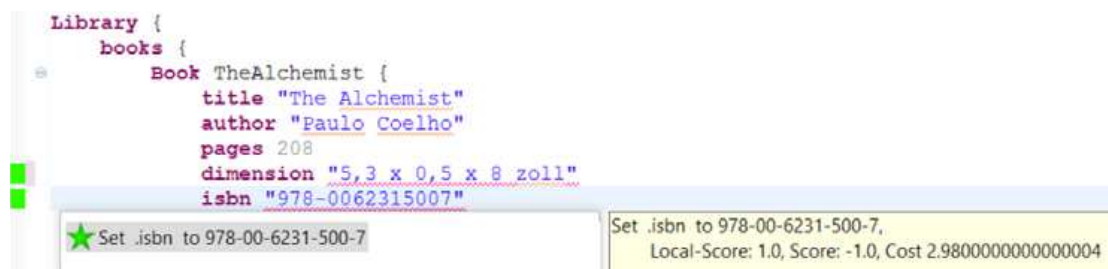 Library {
books {
Book TheAlchemist {
title "The Alchemist"
author "Paulo Coelho"
pages 208
dimension "5,3 x 0,5 x 8 zoll"
isbn "978-0062315007"
Set .isbn to 978-00-6231-500-7
Set .isbn to 978-00-6231-500-7,
Local-Score: 1.0, Score: -1.0, Cost 2.9800000000000004